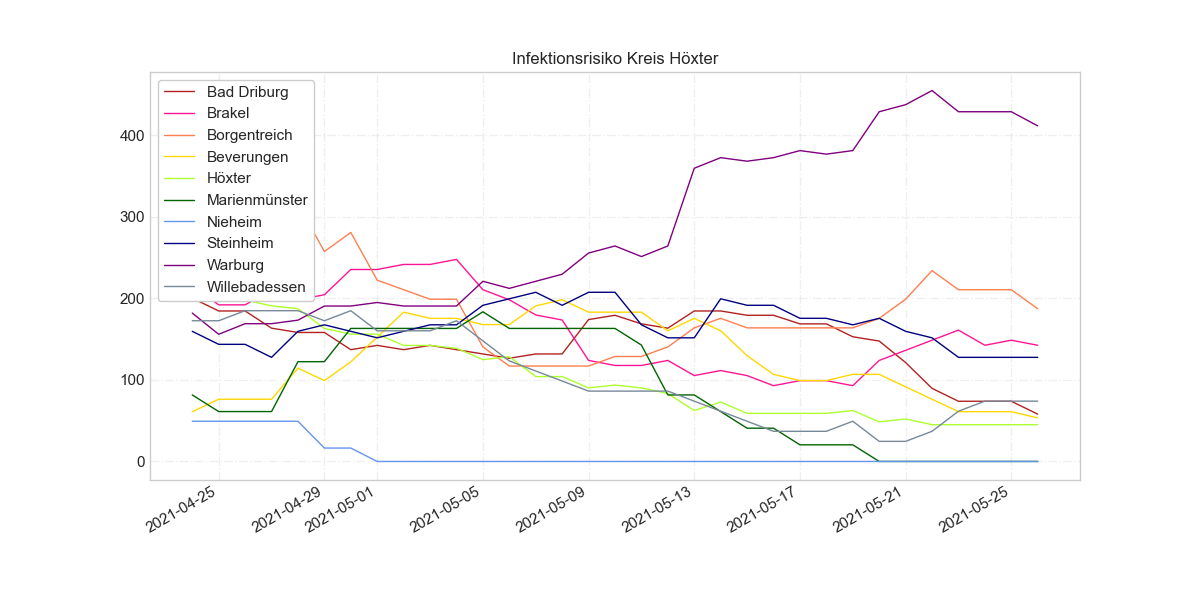 Infektionsrisiko Kreis Höxter
Bad Driburg
Brakel
Borgentreich
Beverungen
Höxter
Marienmünster
Nieheim
Steinheim
Warburg
Willebadessen
400
300
200
100
0
2021-04-25
2021-04-29
2021-05-01
2021-05-05
2021-05-09
2021-05-13
2021-05-17
2021-05-21
2021-05-25